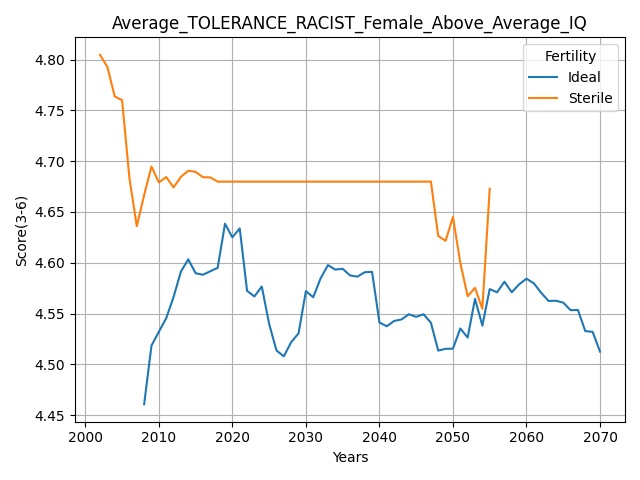 Average_TOLERANCE_RACIST_Female_Above_Average_IQ
Fertility
Ideal
Sterile
Score(3-6)
4.80
4.75
4.70
4.65
4.60
4.55
4.50
4.45
2000 2010 2020 2030 2040 2050 2060 2070
Years